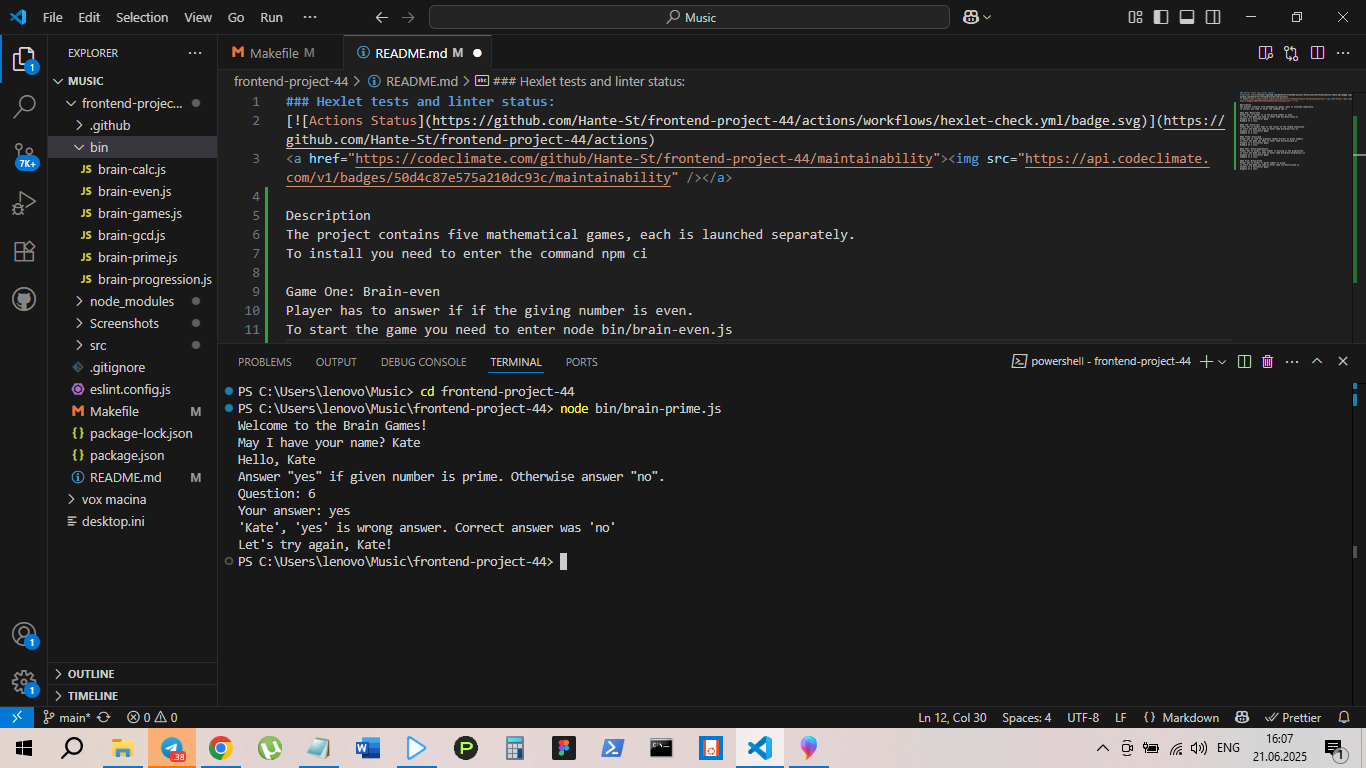 File Edit Selection View Go Run ··· Music
EXPLORER ···
MUSIC
frontend-projec...
.github
bin
JS brain-calc.js
JS brain-even.js
JS brain-games.js
JS brain-gcd.js
JS brain-prime.js
JS brain-progression.js
node_modules
Screenshots
src
.gitignore
eslint.config.js
Makefile M
package-lock.json
package.json
README.md M
vox macina
desktop.ini
OUTLINE
TIMELINE
1
7K+
1
1
Makefile M README.md M
frontend-project-44 > README.md > abc ### Hexlet tests and linter status:
1 ### Hexlet tests and linter status:
2 [![Actions Status](https://github.com/Hante-St/frontend-project-44/actions/workflows/hexlet-check.yml/badge.svg)](https://
github.com/Hante-St/frontend-project-44/actions)
3 <a href="https://codeclimate.com/github/Hante-St/frontend-project-44/maintainability"><img src="https://api.codeclimate.
com/v1/badges/50d4c87e575a210dc93c/maintainability" /></a>
4
5 Description
6 The project contains five mathematical games, each is launched separately.
7 To install you need to enter the command npm ci
8
9 Game One: Brain-even
10 Player has to answer if if the giving number is even.
11 To start the game you need to enter node bin/brain-even.js
PROBLEMS OUTPUT DEBUG CONSOLE TERMINAL PORTS powershell - frontend-project-44
PS C:\Users\lenovo\Music> cd frontend-project-44
PS C:\Users\lenovo\Music\frontend-project-44> node bin/brain-prime.js
Welcome to the Brain Games!
May I have your name? Kate
Hello, Kate
Answer "yes" if given number is prime. Otherwise answer "no".
Question: 6
Your answer: yes
'Kate', 'yes' is wrong answer. Correct answer was 'no'
Let's try again, Kate!
PS C:\Users\lenovo\Music\frontend-project-44>
main* 0 0 Ln 12, Col 30 Spaces: 4 UTF-8 LF {} Markdown Prettier
38 ENG 16:07
21.06.2025 1